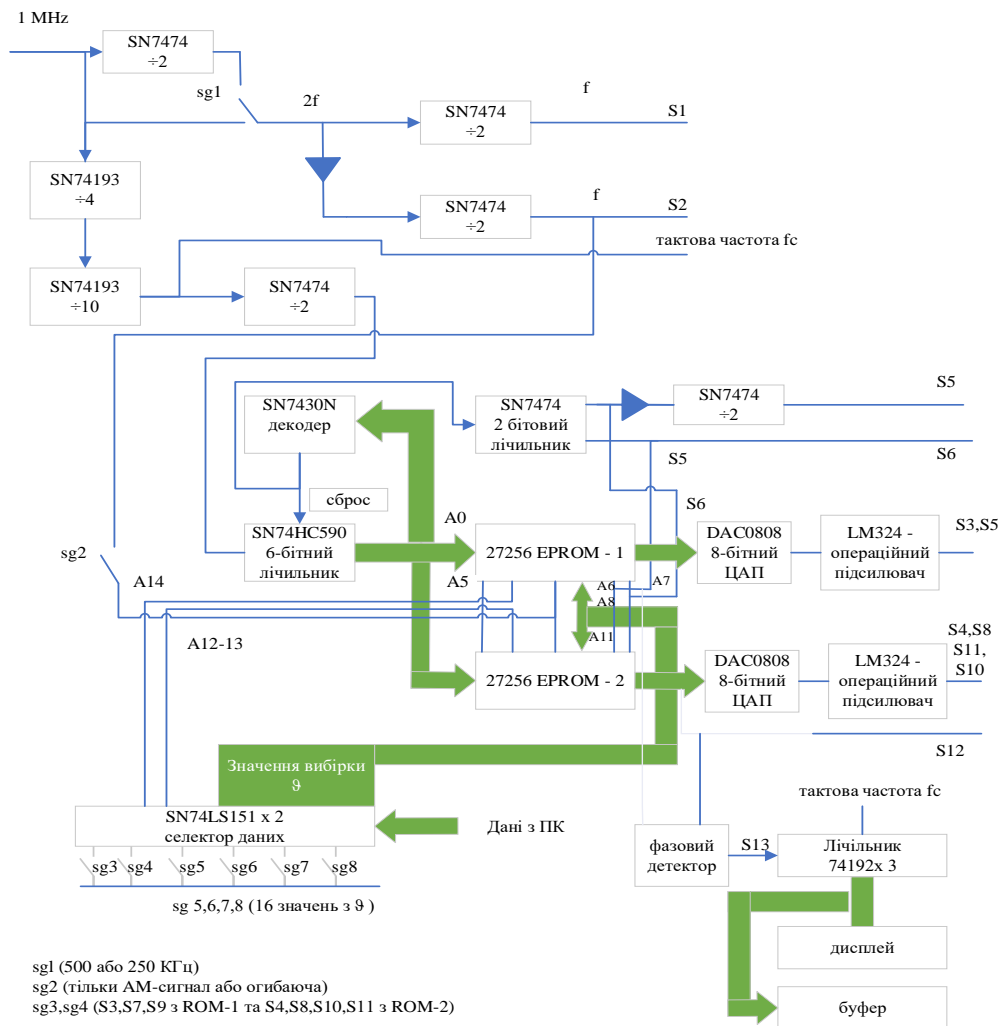 1 MHz
SN7474
÷2
sg1
2f
f
SN7474
÷2
S1
SN74193
÷4
SN7474
÷2
f
S2
тактова частота fc
SN74193
÷10
SN7474
÷2
SN7430N
декодер
SN7474
2 бітовий
лічильник
SN7474
÷2
S5
S6
S5
S6
сброс
SN74HC590
6-бітний
лічильник
A0
A5
27256 EPROM - 1
DAC0808
8-бітний
ЦАП
LM324 -
операційний
підсилювач
S3,S5
sg2
A14
A6
A7
A8
A11
A12-13
27256 EPROM - 2
DAC0808
8-бітний
ЦАП
LM324 -
операційний
підсилювач
S4,S8
S11,
S10
S12
Значення вибірки
ϑ
SN74LS151 x 2
селектор даних
Дані з ПК
тактова частота fc
фазовий
детектор
S13
Лічільник
74192x 3
sg3
sg4
sg5
sg6
sg7
sg8
sg 5,6,7,8 (16 значень з ϑ )
дисплей
буфер
sgl (500 або 250 КГц)
sg2 (тільки АМ-сигнал або огибаюча)
sg3,sg4 (S3,S7,S9 з ROM-1 та S4,S8,S10,S11 з ROM-2)